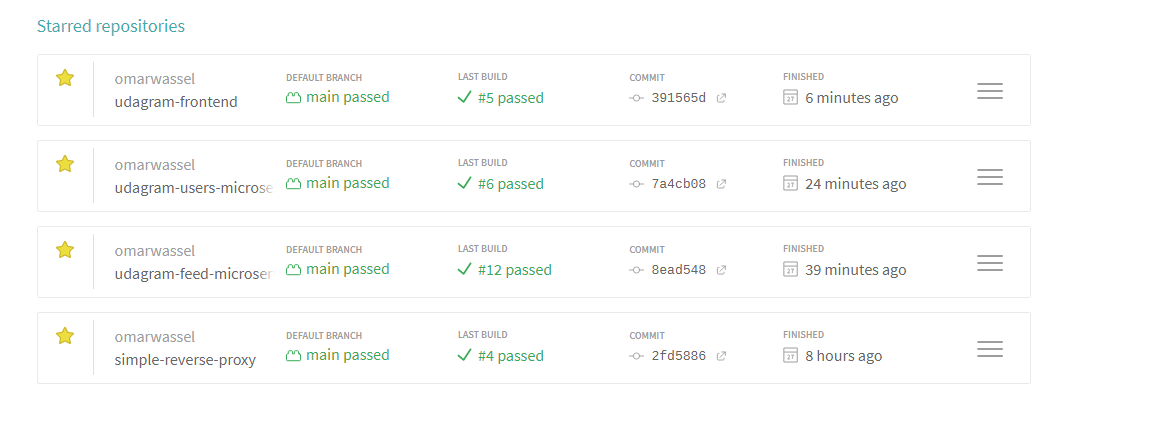 Starred repositories
omarwassel
udagram-frontend
DEFAULT BRANCH
main passed
LAST BUILD
#5 passed
COMMIT
391565d
FINISHED
6 minutes ago
omarwassel
udagram-users-microse
DEFAULT BRANCH
main passed
LAST BUILD
#6 passed
COMMIT
7a4cb08
FINISHED
24 minutes ago
omarwassel
udagram-feed-microser
DEFAULT BRANCH
main passed
LAST BUILD
#12 passed
COMMIT
8ead548
FINISHED
39 minutes ago
omarwassel
simple-reverse-proxy
DEFAULT BRANCH
main passed
LAST BUILD
#4 passed
COMMIT
2fd5886
FINISHED
8 hours ago